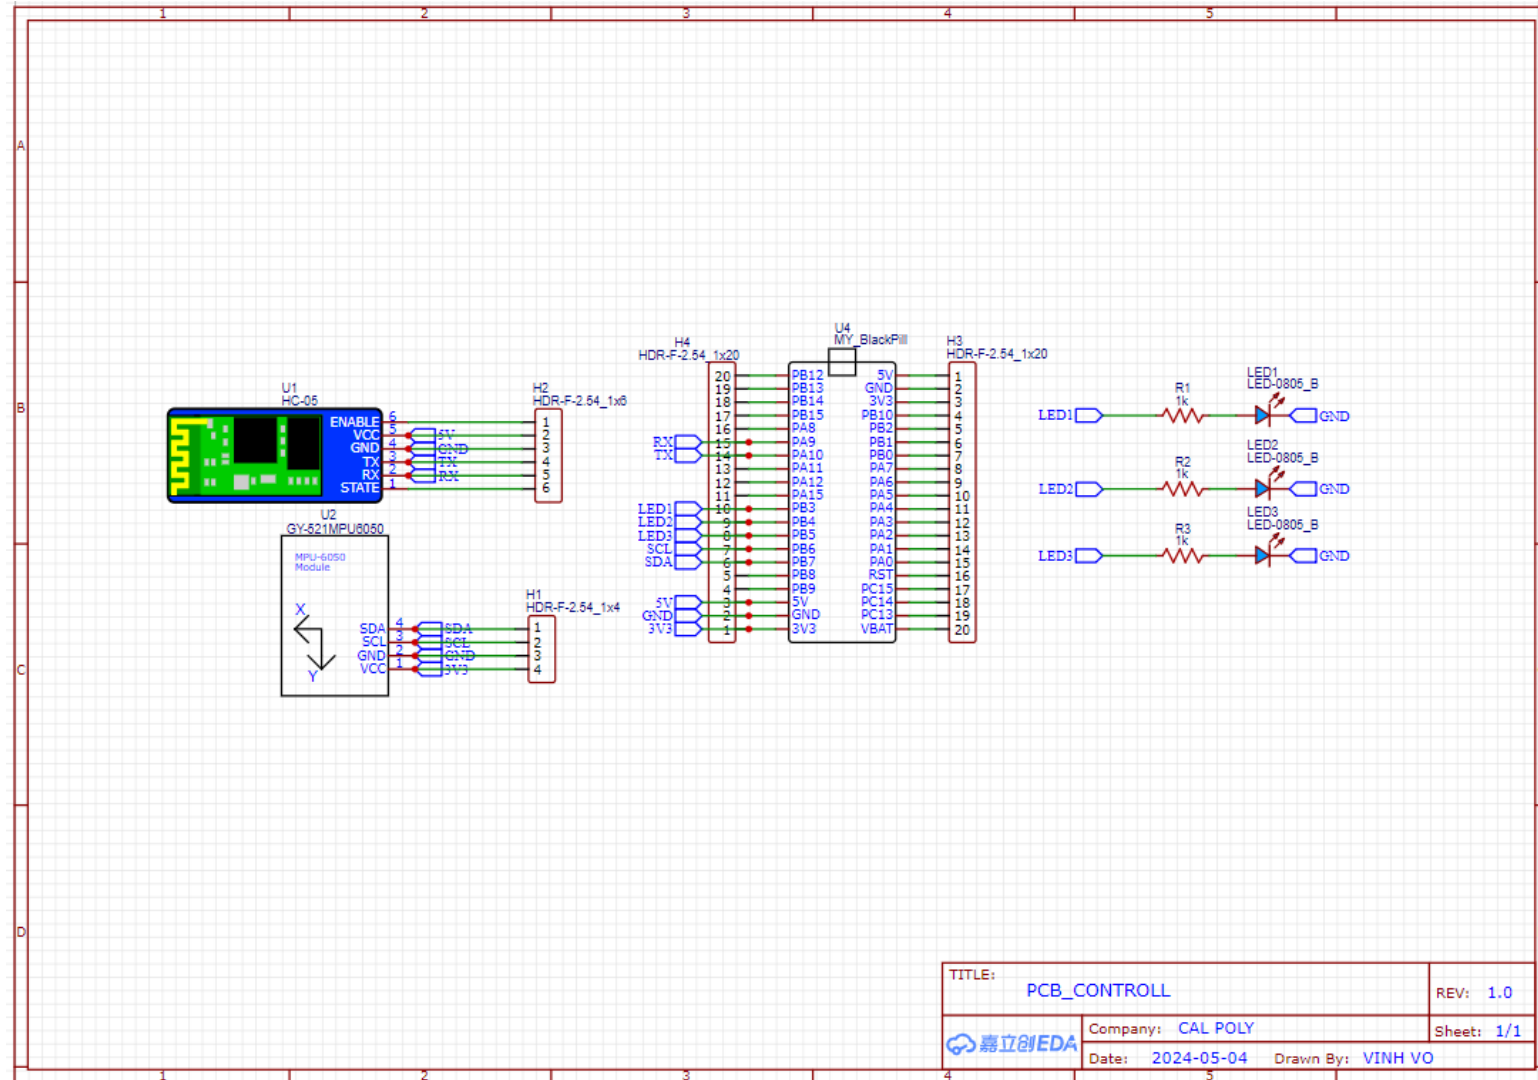 1 2 3 4 5
A
B
C
D
U1
HC-05
ENABLE 6
VCC 5 5V
GND 4 GND
TX 3 TX
RX 2 RX
STATE 1
H2
HDR-F-2.54_1x6
1
2
3
4
5
6
U2
GY-521MPU6050
MPU-6050
Module
X
Y
SDA 4 SDA
SCL 3 SCL
GND 2 GND
VCC 1 3V3
H1
HDR-F-2.54_1x4
1
2
3
4
H4
HDR-F-2.54_1x20
U4
MY_BlackPill
H3
HDR-F-2.54_1x20
20 PB12 5V 1
19 PB13 GND 2
18 PB14 3V3 3
17 PB15 PB10 4
16 PA8 PB2 5
RX 15 PA9 PB1 6
TX 14 PA10 PB0 7
13 PA11 PA7 8
12 PA12 PA6 9
11 PA15 PA5 10
LED1 10 PB3 PA4 11
LED2 9 PB4 PA3 12
LED3 8 PB5 PA2 13
SCL 7 PB6 PA1 14
SDA 6 PB7 PA0 15
5 PB8 RST 16
4 PB9 PC15 17
5V 3 5V PC14 18
GND 2 GND PC13 19
3V3 1 3V3 VBAT 20
LED1
LED-0805_B
R1
1k
LED1 GND
LED2
LED-0805_B
R2
1k
LED2 GND
LED3
LED-0805_B
R3
1k
LED3 GND
TITLE:
PCB_CONTROLL
REV: 1.0
嘉立创EDA
Company: CAL POLY
Sheet: 1/1
Date: 2024-05-04 Drawn By: VINH VO
1 2 3 4 5